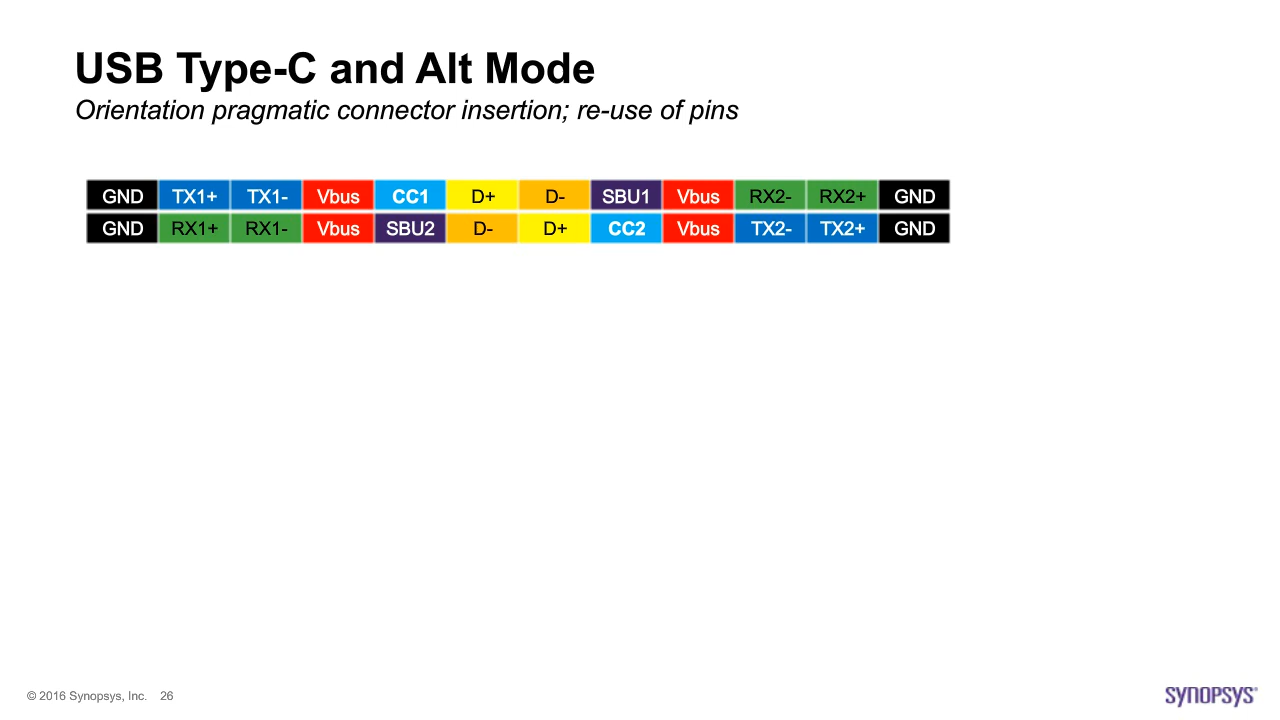 USB Type-C and Alt Mode
Orientation pragmatic connector insertion; re-use of pins
GND TX1+ TX1- Vbus CC1 D+ D- SBU1 Vbus RX2- RX2+ GND
GND RX1+ RX1- Vbus SBU2 D- D+ CC2 Vbus TX2- TX2+ GND
© 2016 Synopsys, Inc. 26
SYNOPSYS®